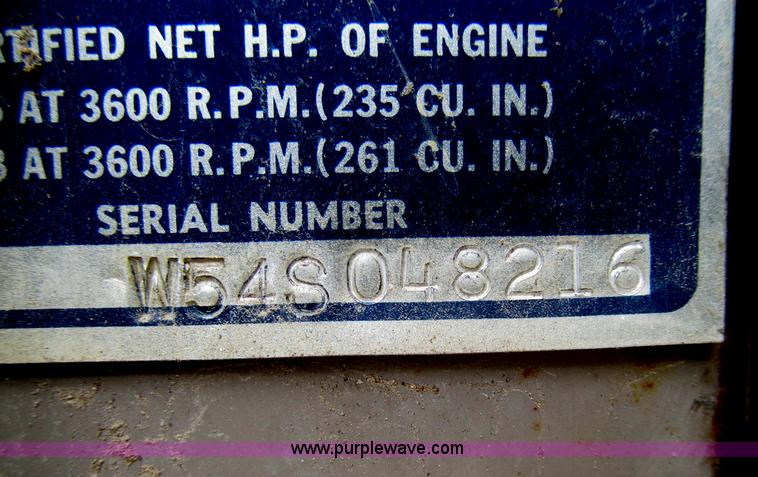 NET H.P. OF ENGINE
AT 3600 R.P.M. (235 CU. IN.)
AT 3600 R.P.M. (261 CU. IN.)
SERIAL NUMBER
W54S048216
www.purplewave.com